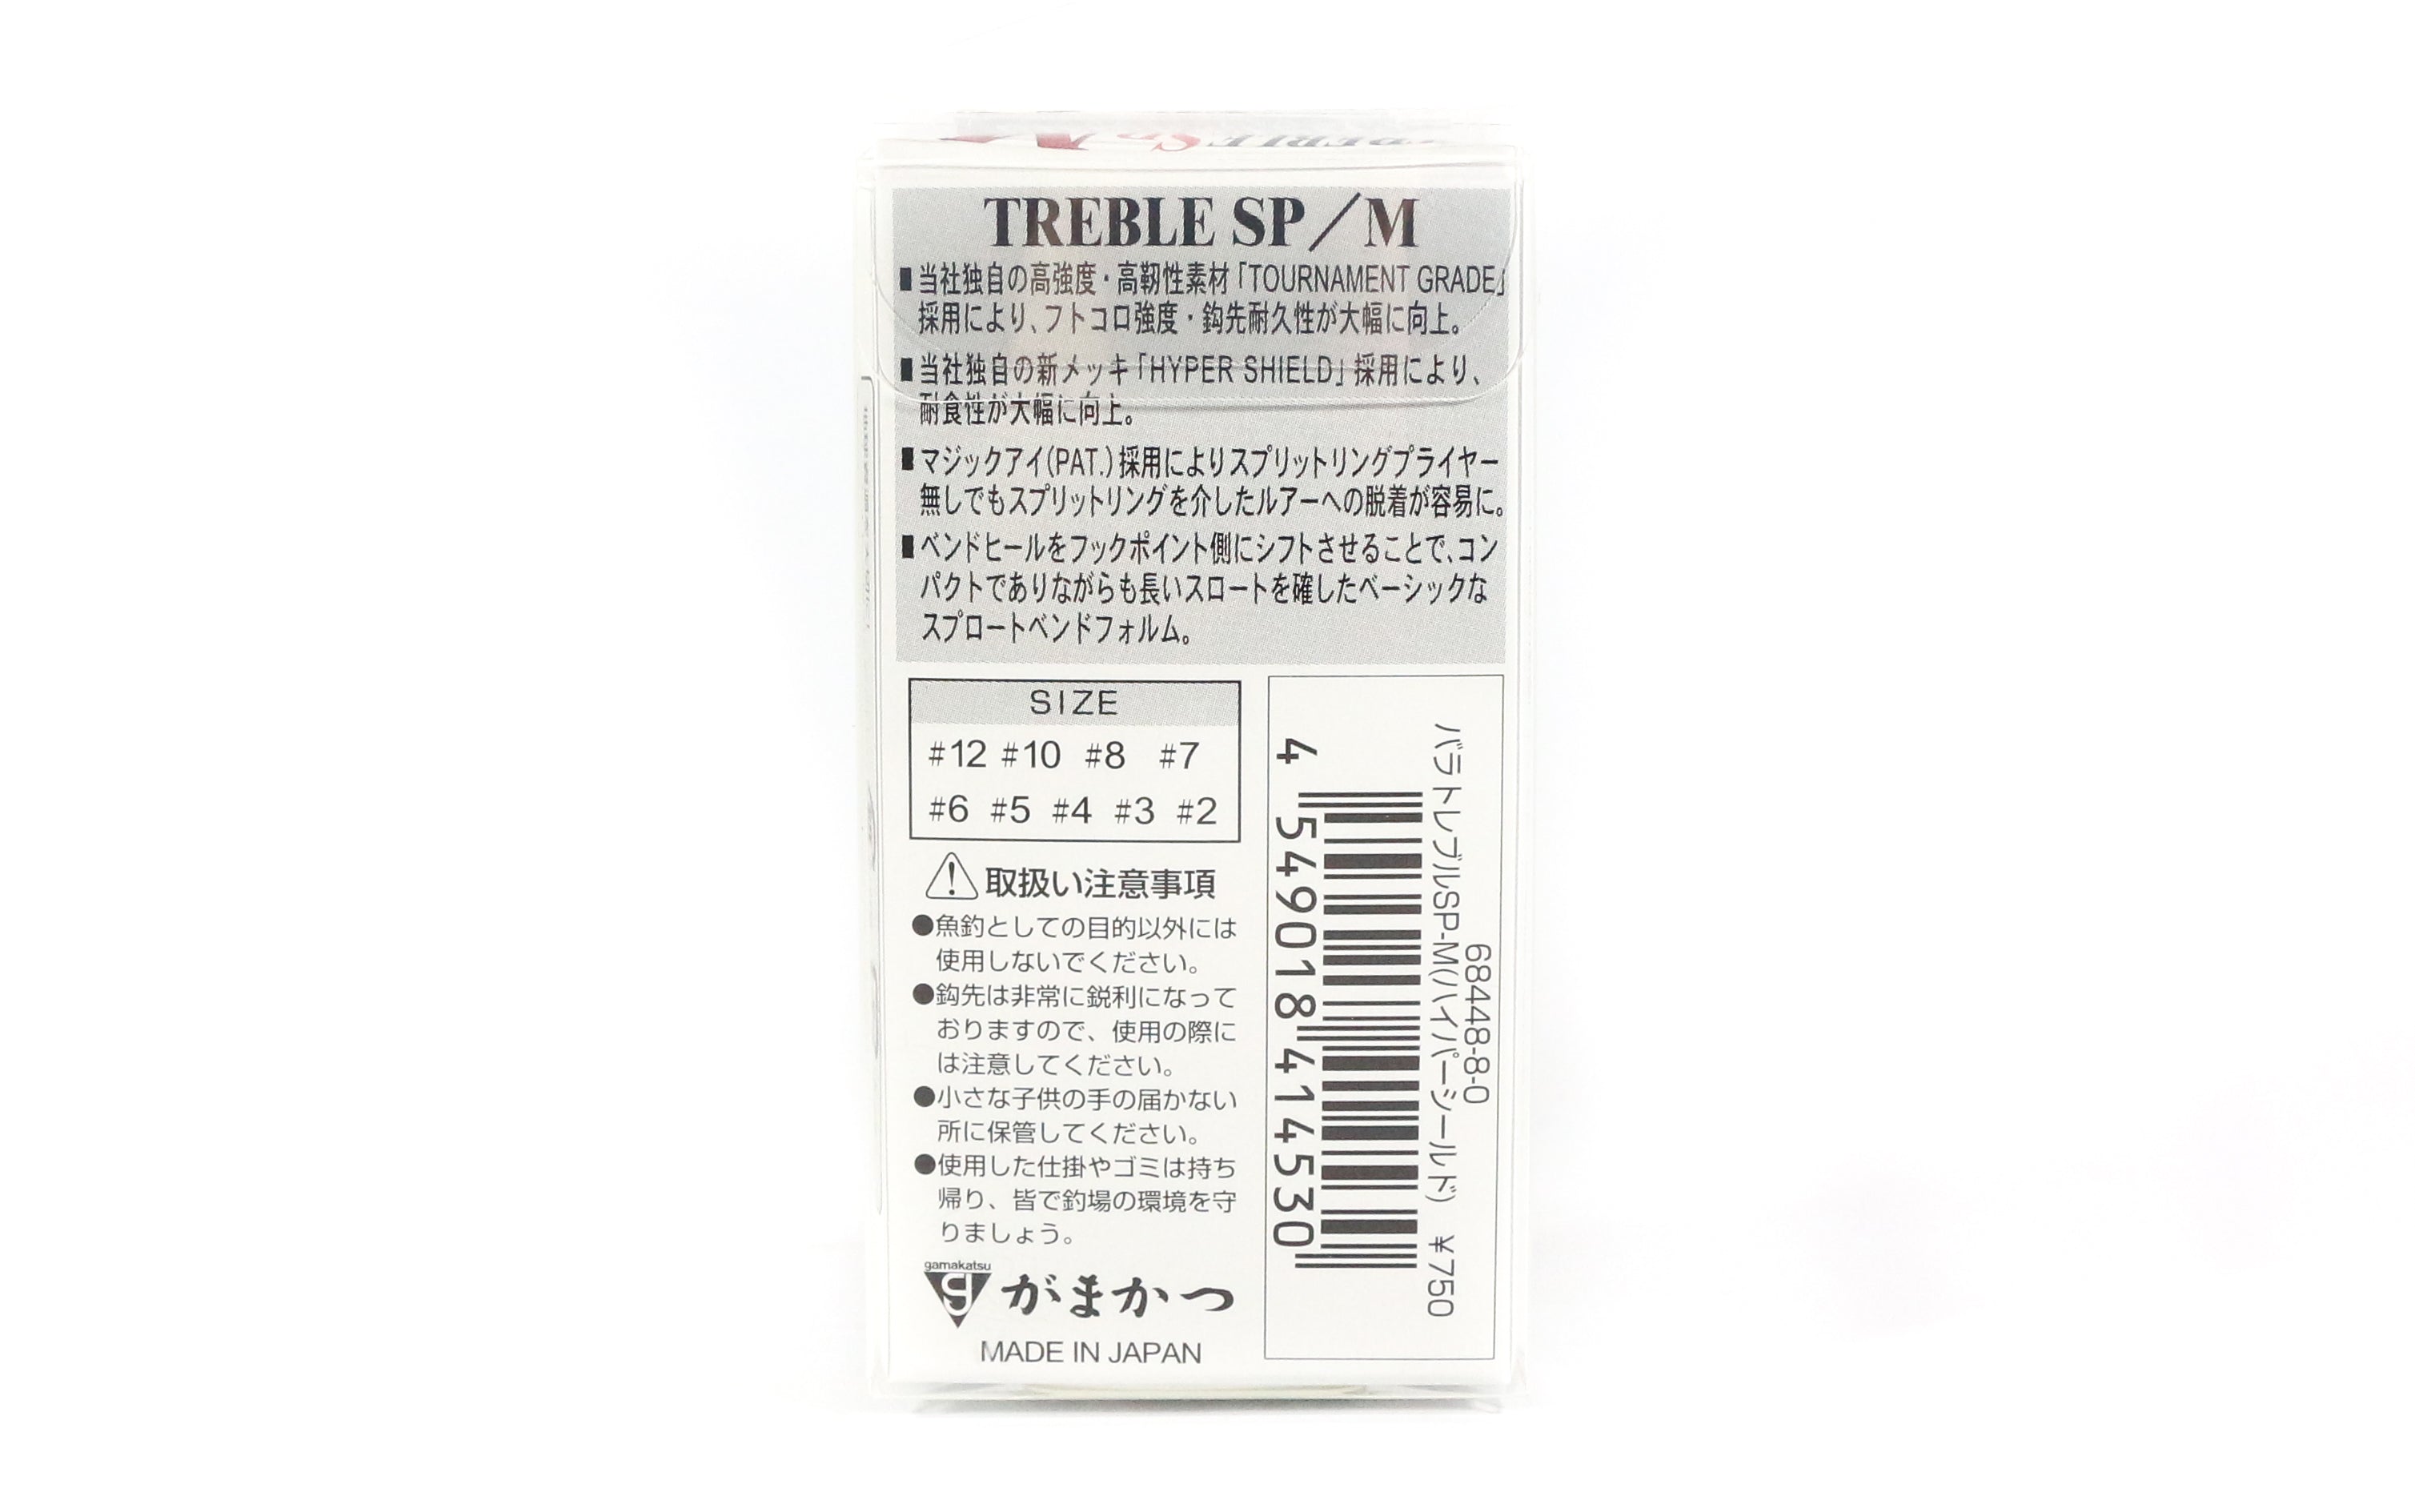 TREBLE SP/M
■当社独自の高強度・高靭性素材「TOURNAMENT GRADE」
採用により、フトコロ強度・鈎先耐久性が大幅に向上。
■当社独自の新メッキ「HYPER SHIELD」採用により、
耐食性が大幅に向上。
■マジックアイ(PAT.)採用によりスプリットリングプライヤー
無しでもスプリットリングを介したルアーへの脱着が容易に。
■ベンドヒールをフックポイント側にシフトさせることで、コン
パクトでありながらも長いスロートを確したベーシックな
スプロートベンドフォルム。
SIZE
#12 #10 #8 #7
#6 #5 #4 #3 #2
取扱い注意事項
●魚釣としての目的以外には
使用しないでください。
●鈎先は非常に鋭利になって
おりますので、使用の際に
は注意してください。
●小さな子供の手の届かない
所に保管してください。
●使用した仕掛やゴミは持ち
帰り、皆で釣場の環境を守
りましょう。
gamakatsu
がまかつ
MADE IN JAPAN
68448-8-0
バラ トレブルSP-M(ハイパーシールド) ¥750
4 549018 414530